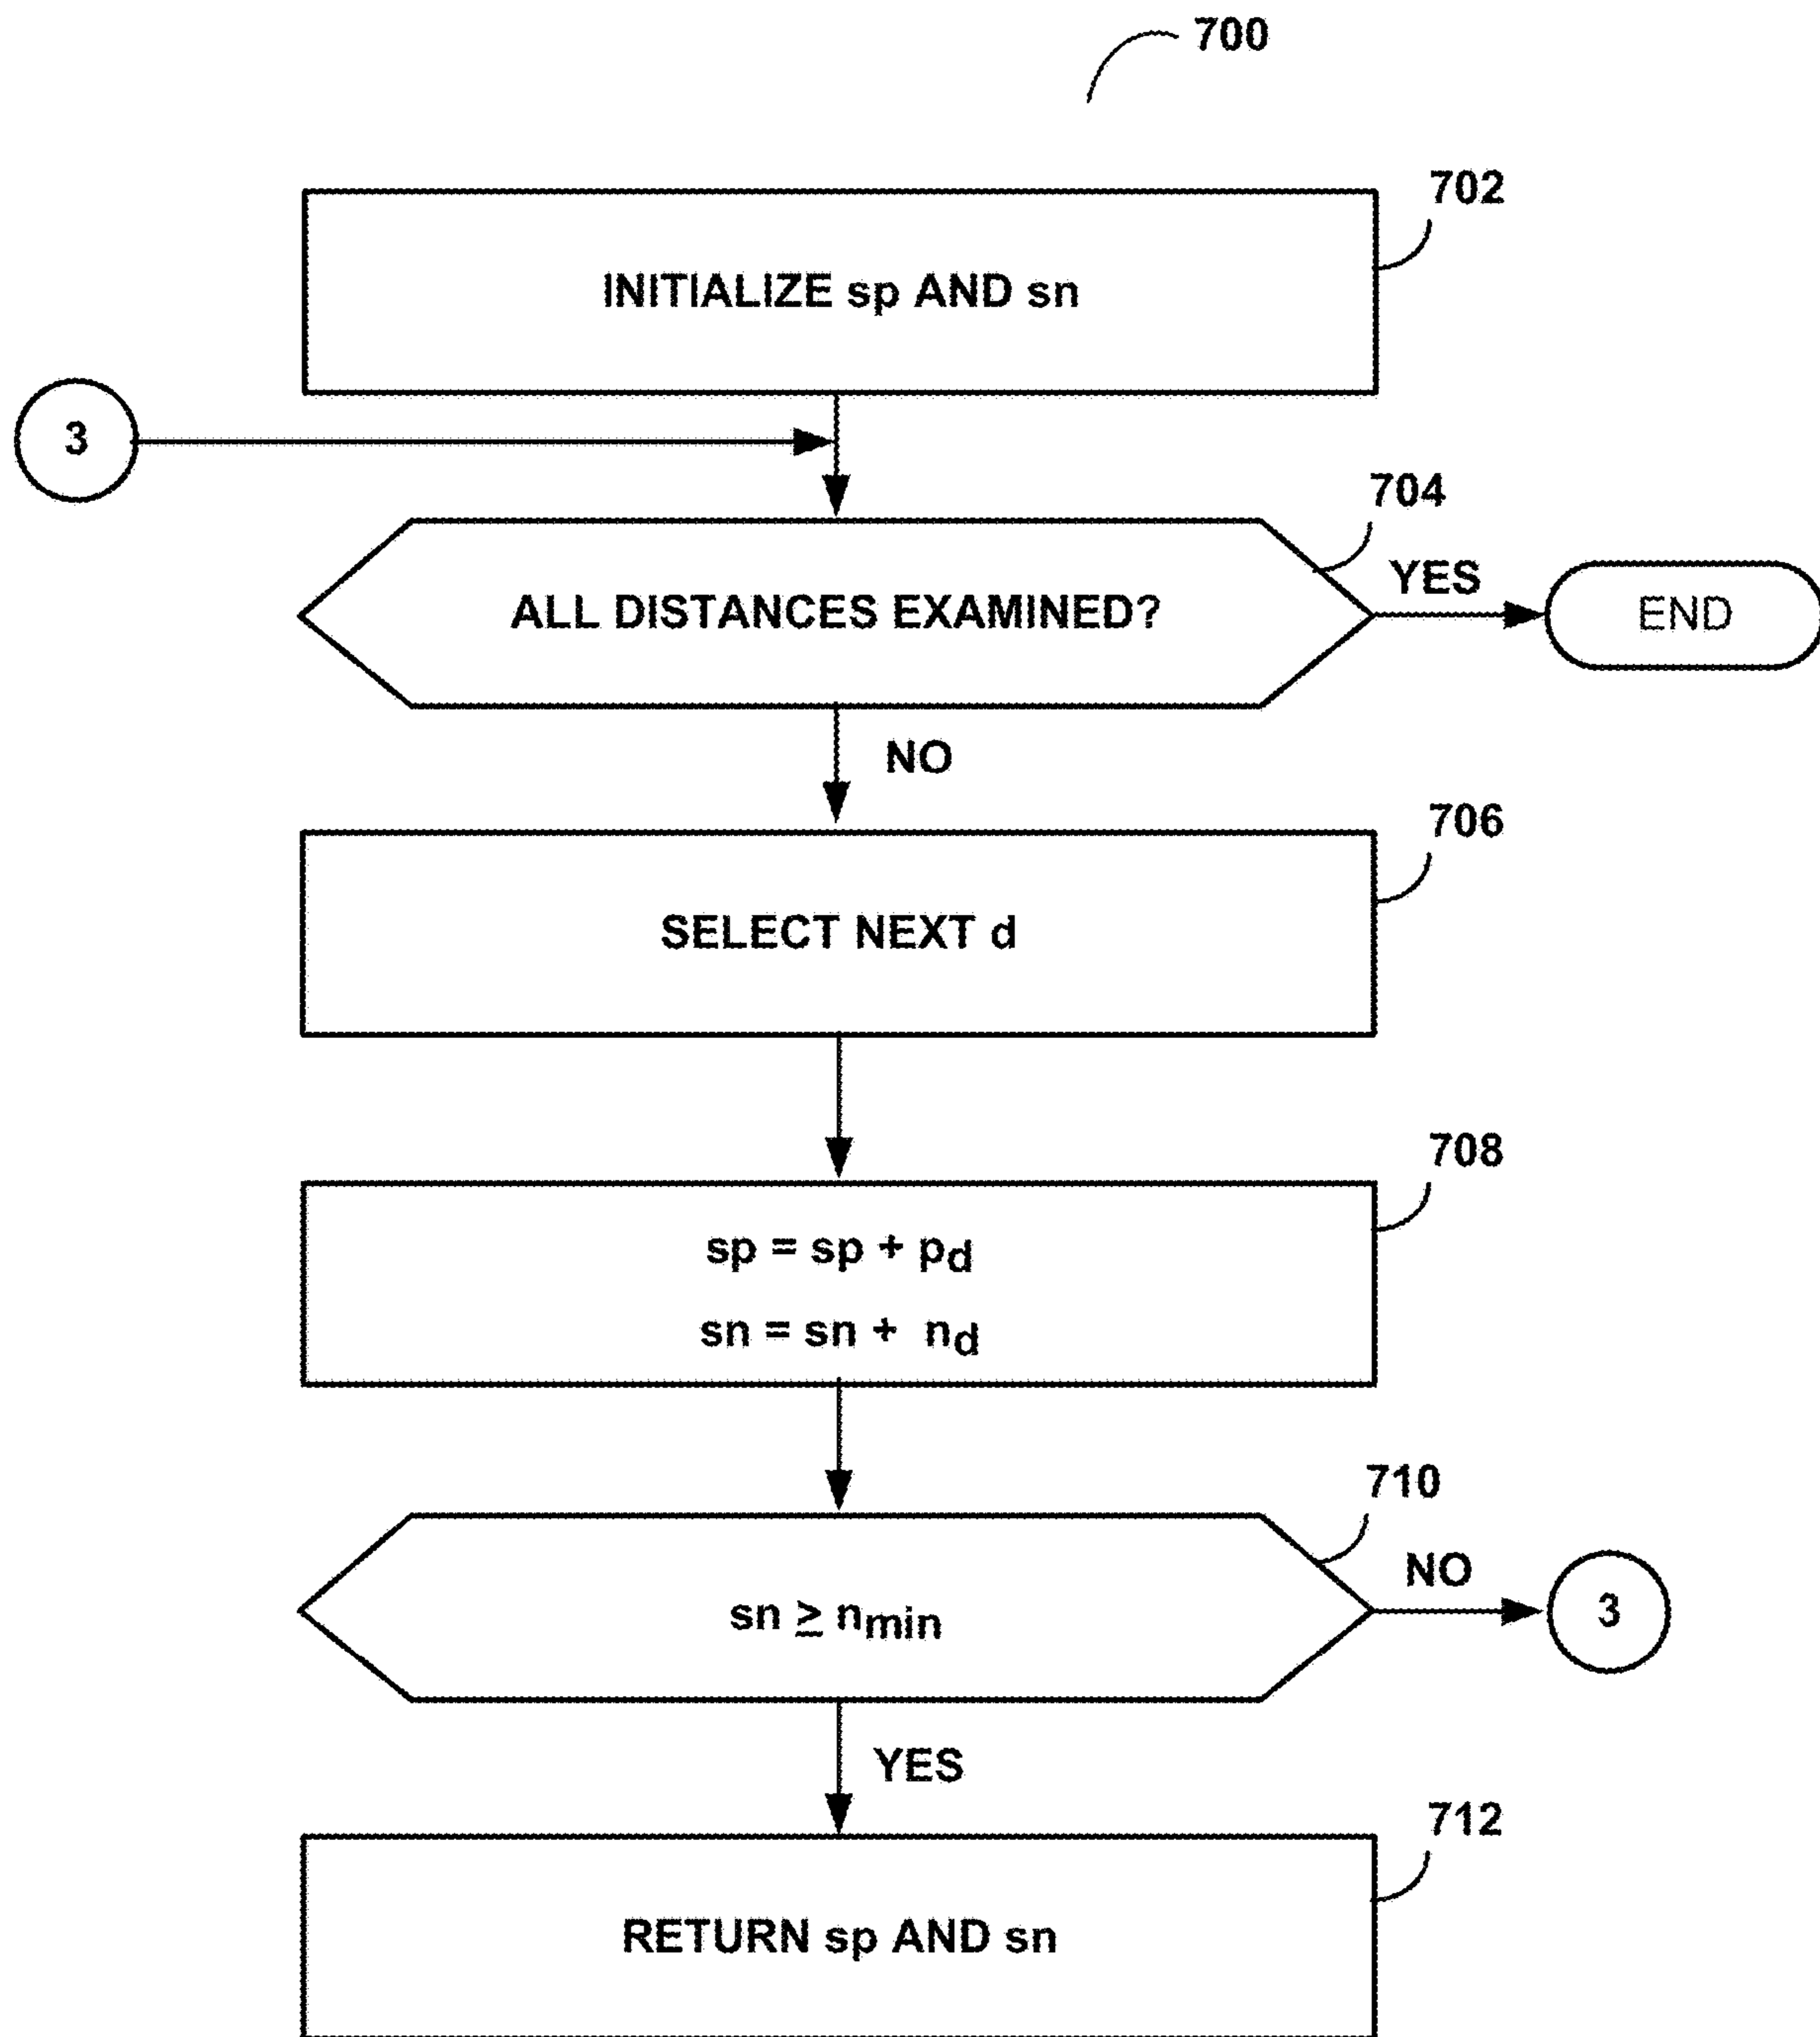 700
702
INITIALIZE sp AND sn
3
704
ALL DISTANCES EXAMINED?
YES
END
NO
706
SELECT NEXT d
708
sp = sp + pd
sn = sn + nd
710
sn ≥ nmin
NO
3
YES
712
RETURN sp AND sn